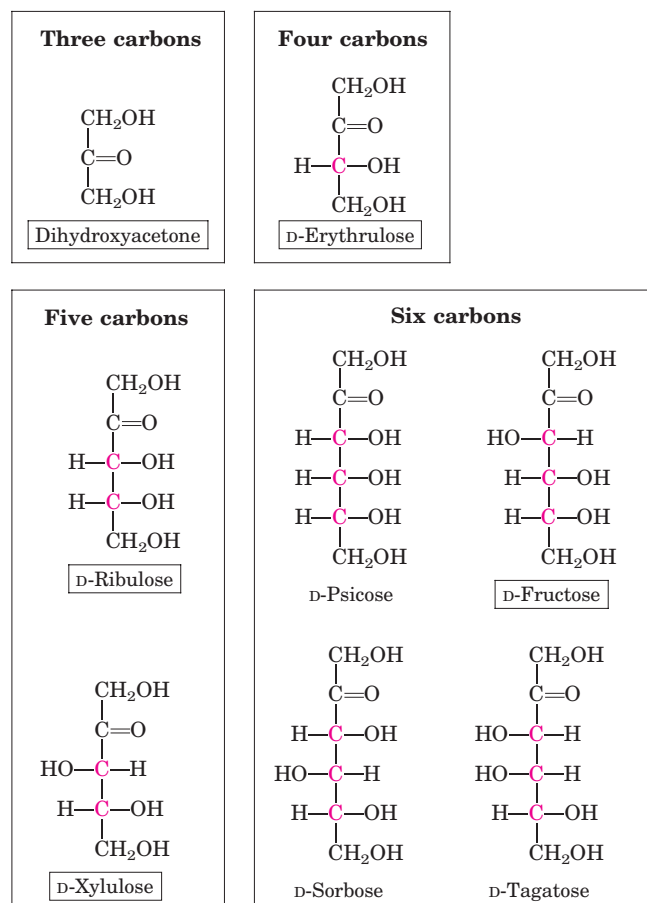 Three carbons
CH₂OH
C=O
CH₂OH
Dihydroxyacetone
Four carbons
CH₂OH
C=O
H—C—OH
CH₂OH
D-Erythrulose
Five carbons
CH₂OH
C=O
H—C—OH
H—C—OH
CH₂OH
D-Ribulose
CH₂OH
C=O
HO—C—H
H—C—OH
CH₂OH
D-Xylulose
Six carbons
CH₂OH
C=O
H—C—OH
H—C—OH
H—C—OH
CH₂OH
D-Psicose
CH₂OH
C=O
HO—C—H
H—C—OH
H—C—OH
CH₂OH
D-Fructose
CH₂OH
C=O
H—C—OH
HO—C—H
H—C—OH
CH₂OH
D-Sorbose
CH₂OH
C=O
HO—C—H
HO—C—H
H—C—OH
CH₂OH
D-Tagatose